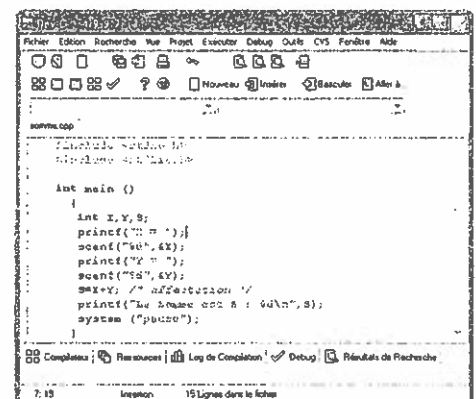 Fichier Edition Recherche Vue Projet Exécuter Debug Outils CVS Fenêtre Aide
Nouveau Insérer Basculer Aller à
somme.cpp
int main ()
{
int X,Y,S;
printf("X = ");
scanf("%d",&X);
printf("Y = ");
scanf("%d",&Y);
S=X+Y; /* affectation */
printf("La somme est S : %d\n",S);
system ("pause");
}
Compilateur Ressources Log de Compilation Debug Résultats de Recherche
7: 19 Insertion 15 Lignes dans le fichier